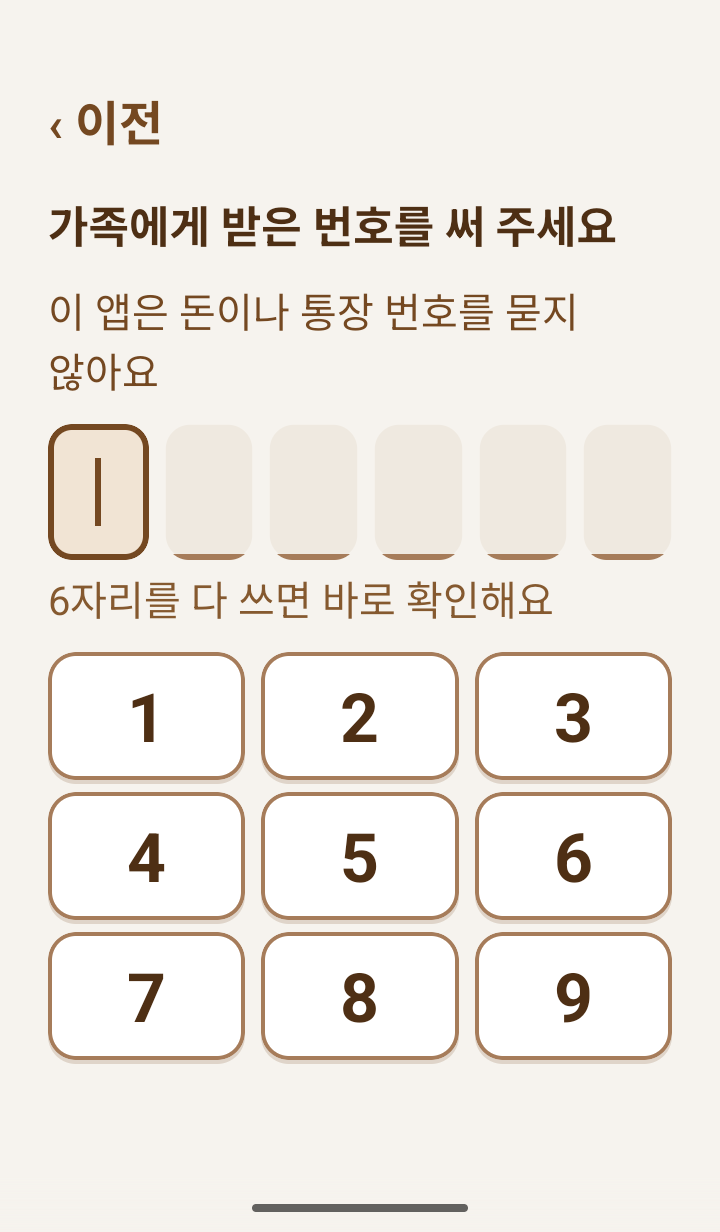 ‹ 이전
가족에게 받은 번호를 써 주세요
이 앱은 돈이나 통장 번호를 묻지
않아요
6자리를 다 쓰면 바로 확인해요
1 2 3
4 5 6
7 8 9